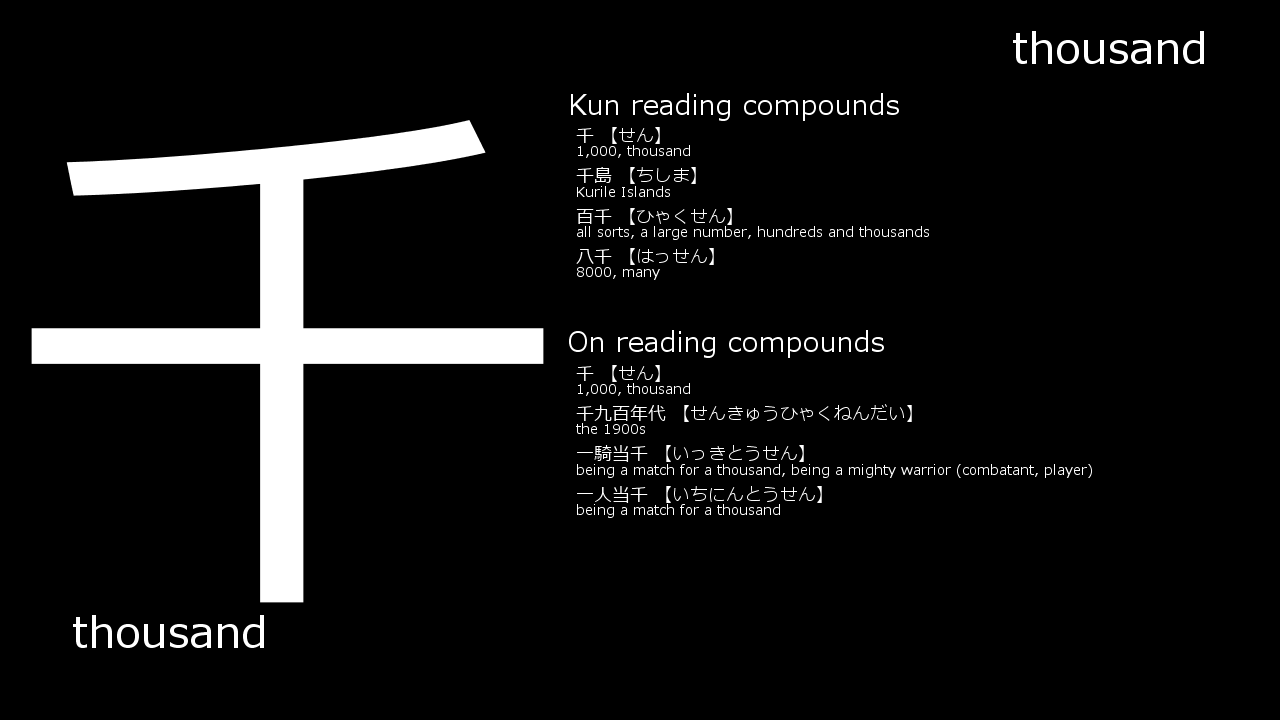 thousand
千
thousand
Kun reading compounds
千 【せん】
1,000, thousand
千島 【ちしま】
Kurile Islands
百千 【ひゃくせん】
all sorts, a large number, hundreds and thousands
八千 【はっせん】
8000, many
On reading compounds
千 【せん】
1,000, thousand
千九百年代 【せんきゅうひゃくねんだい】
the 1900s
一騎当千 【いっきとうせん】
being a match for a thousand, being a mighty warrior (combatant, player)
一人当千 【いちにんとうせん】
being a match for a thousand